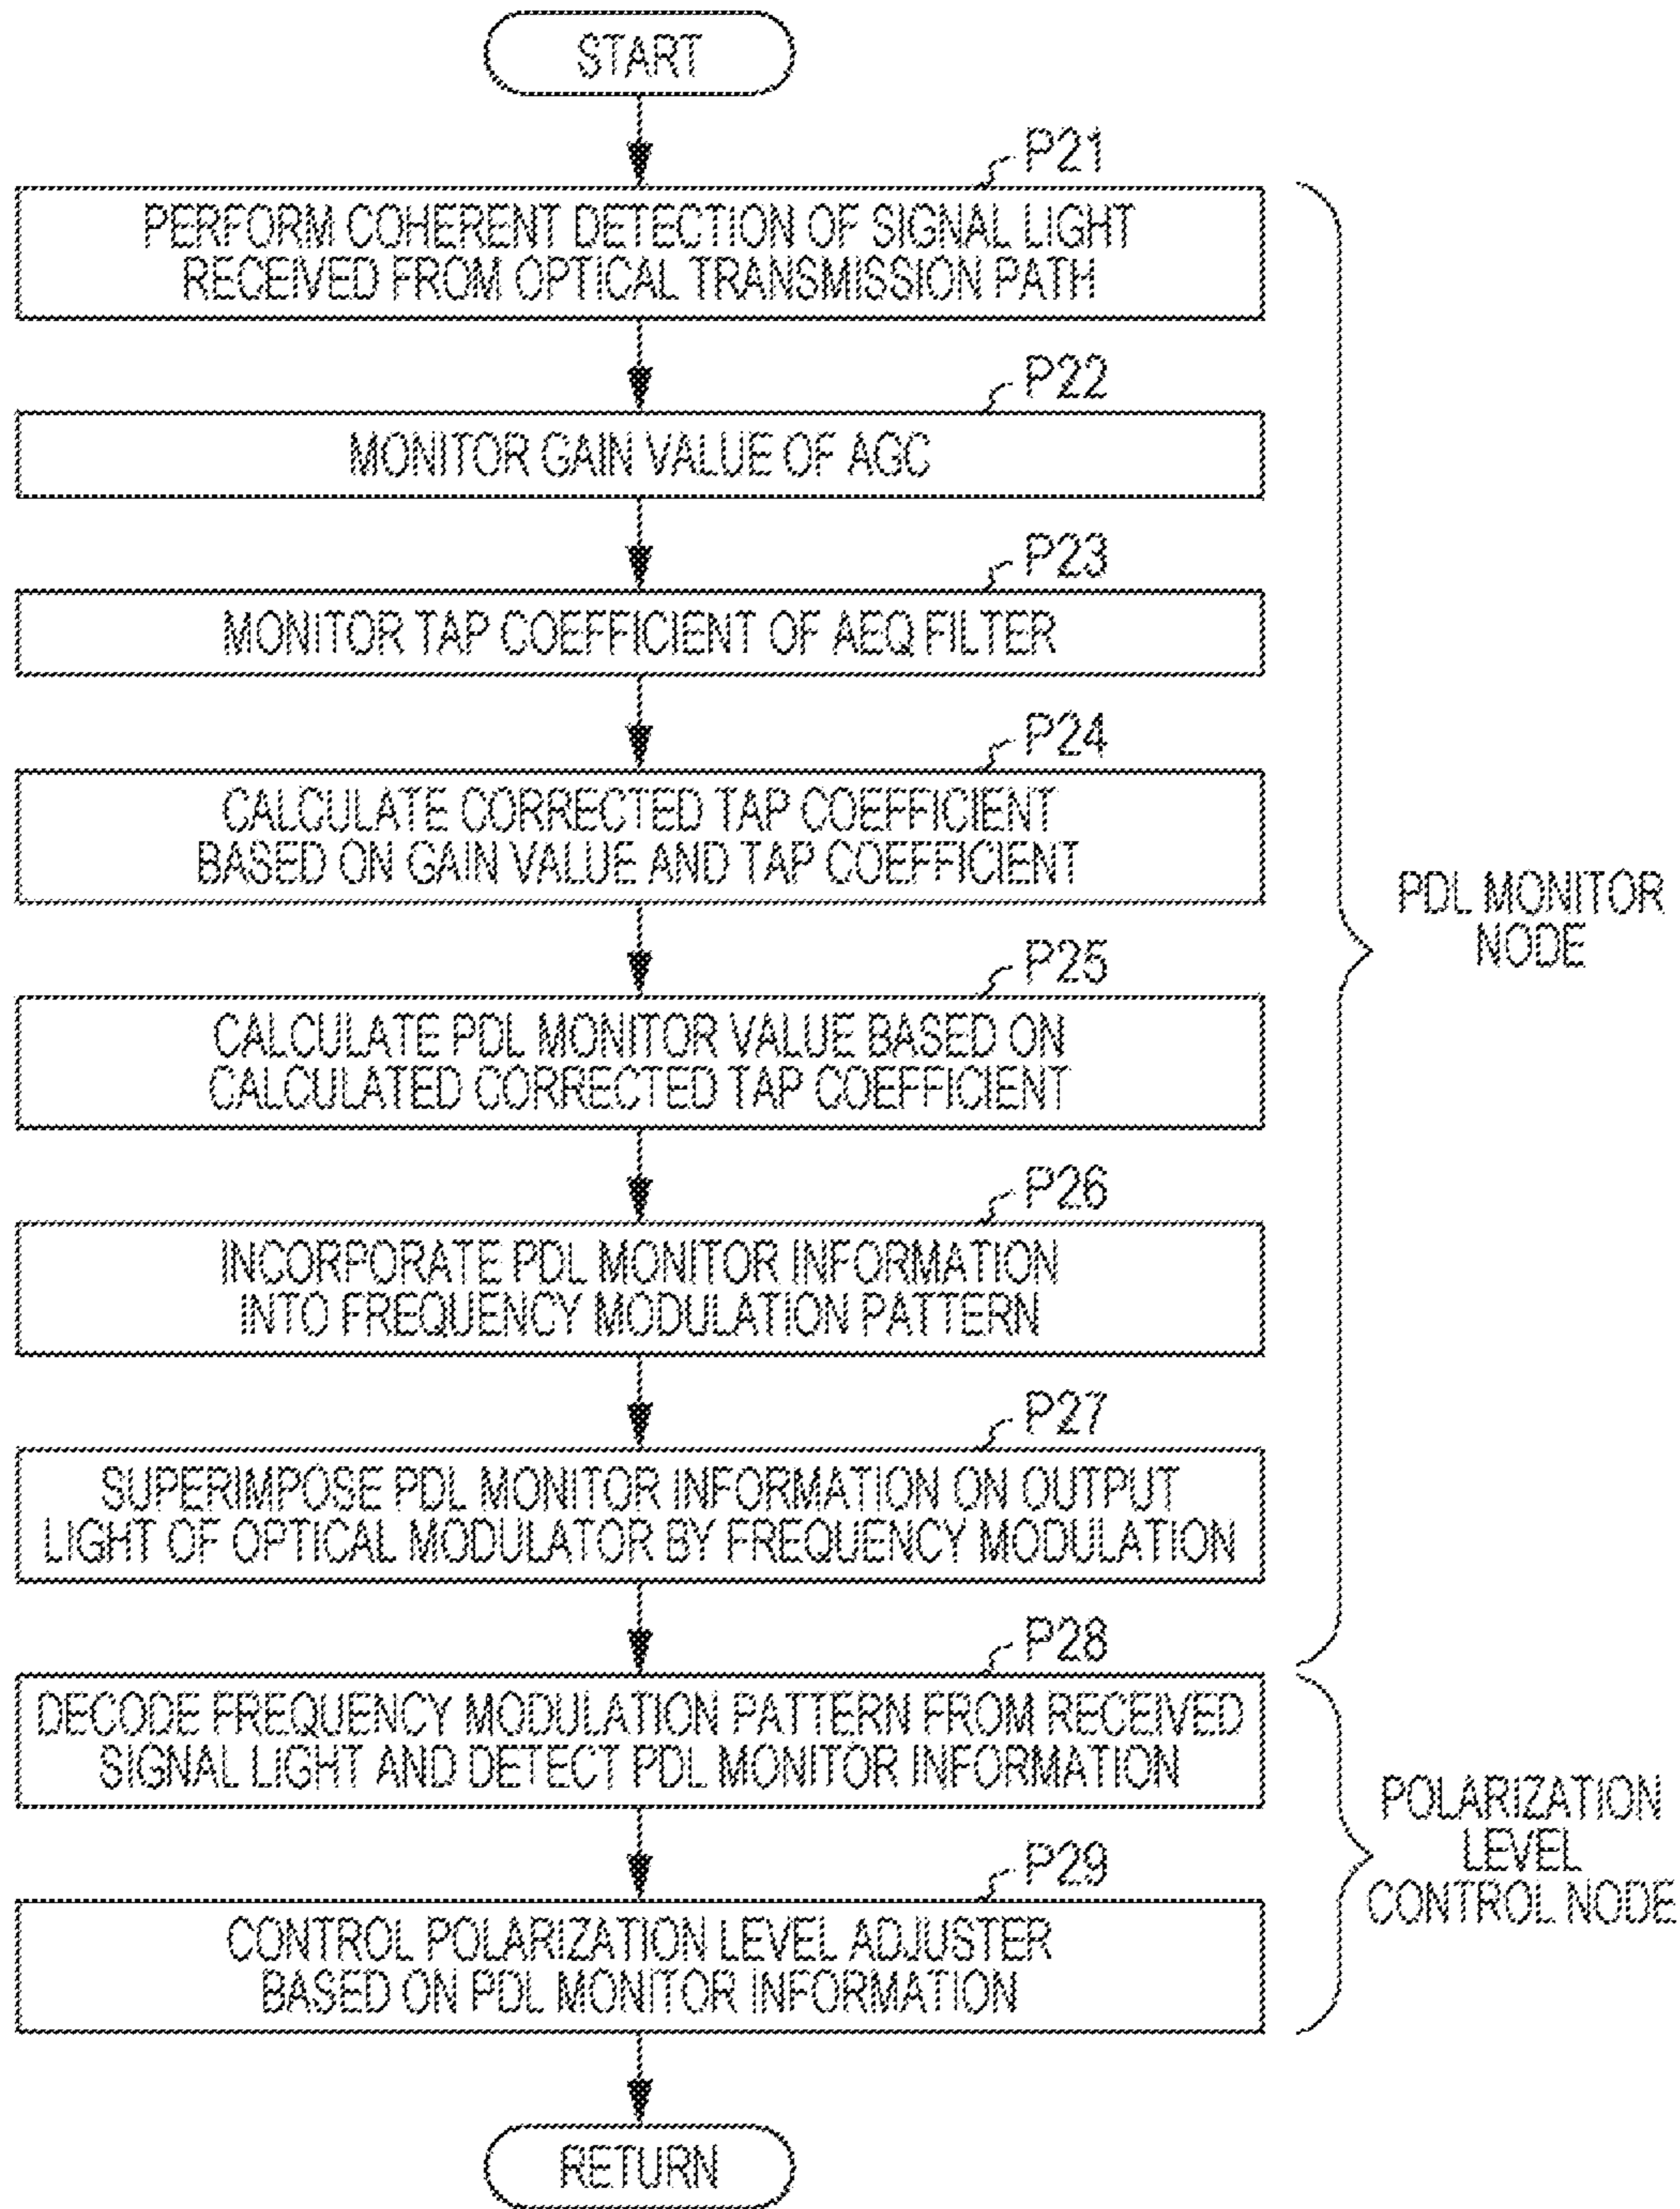 START
P21
PERFORM COHERENT DETECTION OF SIGNAL LIGHT
RECEIVED FROM OPTICAL TRANSMISSION PATH
P22
MONITOR GAIN VALUE OF AGC
P23
MONITOR TAP COEFFICIENT OF AEQ FILTER
P24
CALCULATE CORRECTED TAP COEFFICIENT
BASED ON GAIN VALUE AND TAP COEFFICIENT
PDL MONITOR
NODE
P25
CALCULATE PDL MONITOR VALUE BASED ON
CALCULATED CORRECTED TAP COEFFICIENT
P26
INCORPORATE PDL MONITOR INFORMATION
INTO FREQUENCY MODULATION PATTERN
P27
SUPERIMPOSE PDL MONITOR INFORMATION ON OUTPUT
LIGHT OF OPTICAL MODULATOR BY FREQUENCY MODULATION
P28
DECODE FREQUENCY MODULATION PATTERN FROM RECEIVED
SIGNAL LIGHT AND DETECT PDL MONITOR INFORMATION
POLARIZATION
LEVEL
CONTROL NODE
P29
CONTROL POLARIZATION LEVEL ADJUSTER
BASED ON PDL MONITOR INFORMATION
RETURN